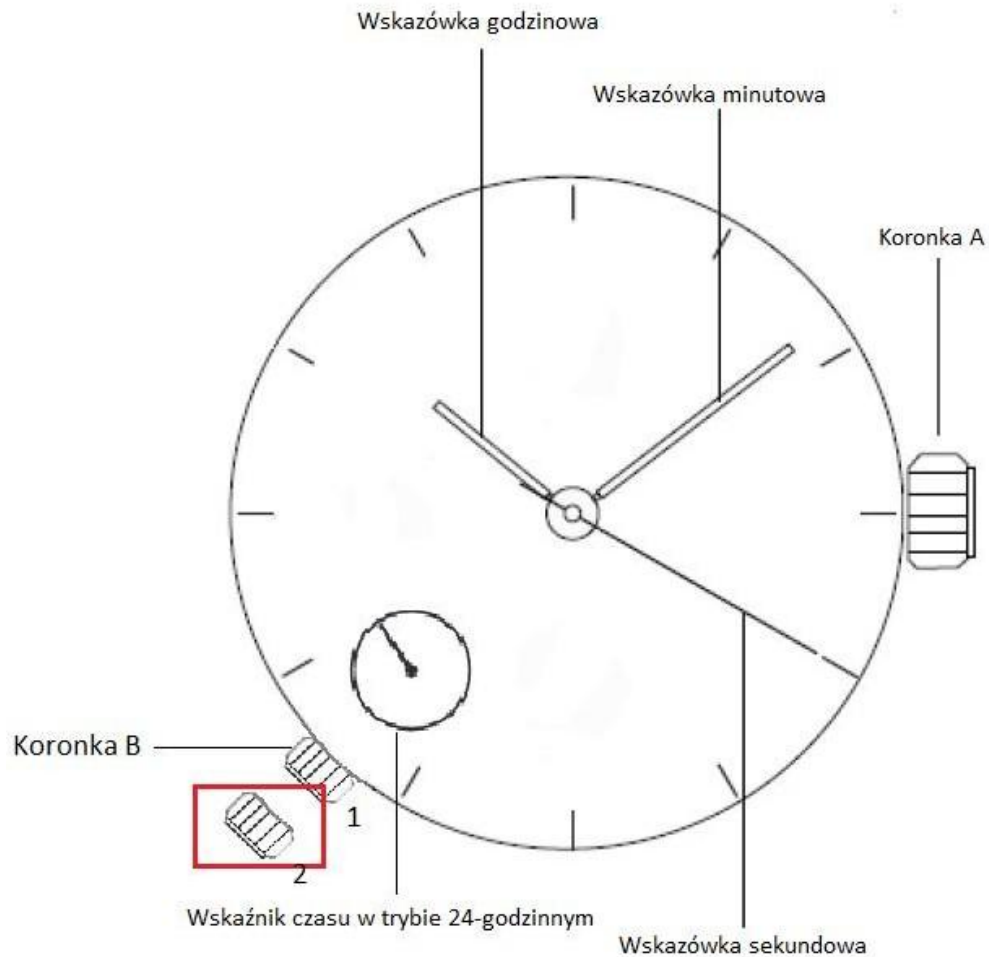 Wskazówka godzinowa
Wskazówka minutowa
Koronka A
Koronka B
1
2
Wskaźnik czasu w trybie 24-godzinnym
Wskazówka sekundowa